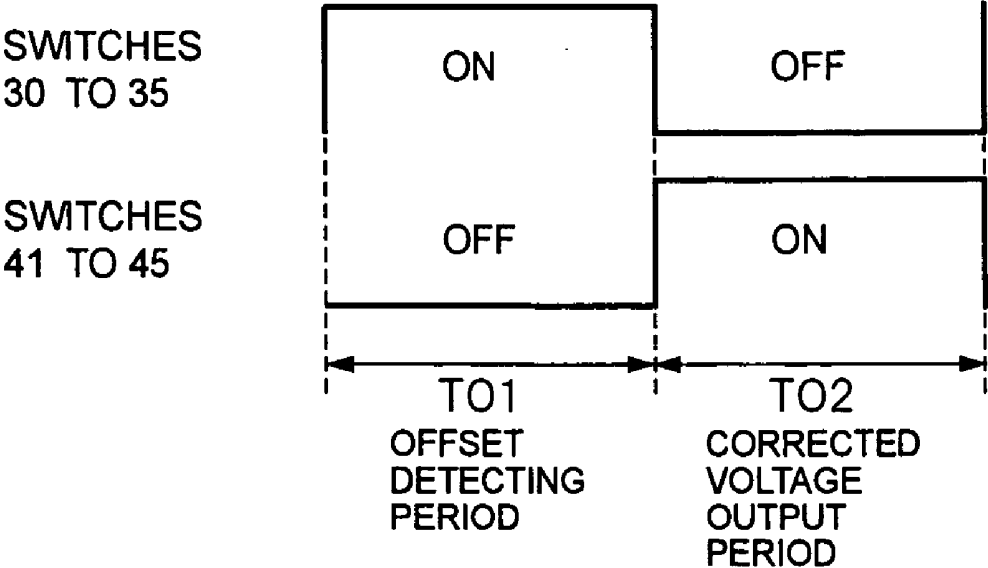 SWITCHES
30 TO 35
ON
OFF
SWITCHES
41 TO 45
OFF
ON
TO1
TO2
OFFSET
DETECTING
PERIOD
CORRECTED
VOLTAGE
OUTPUT
PERIOD